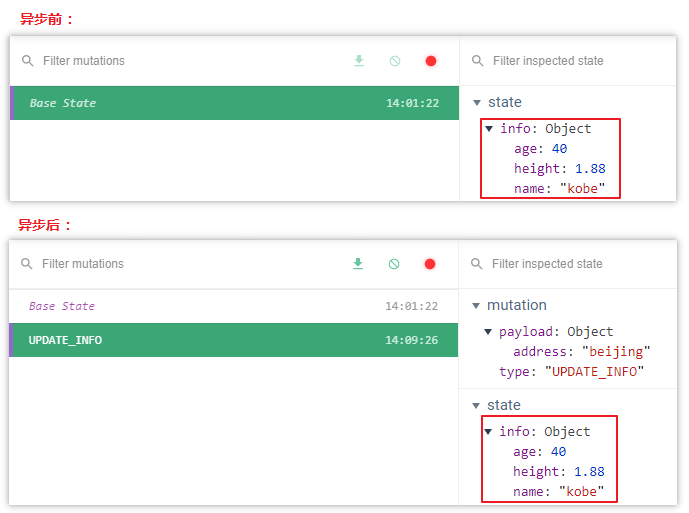 异步前：
Filter mutations
Filter inspected state
Base State 14:01:22
state
info: Object
age: 40
height: 1.88
name: "kobe"
异步后：
Filter mutations
Filter inspected state
Base State 14:01:22
mutation
UPDATE_INFO 14:09:26
payload: Object
address: "beijing"
type: "UPDATE_INFO"
state
info: Object
age: 40
height: 1.88
name: "kobe"